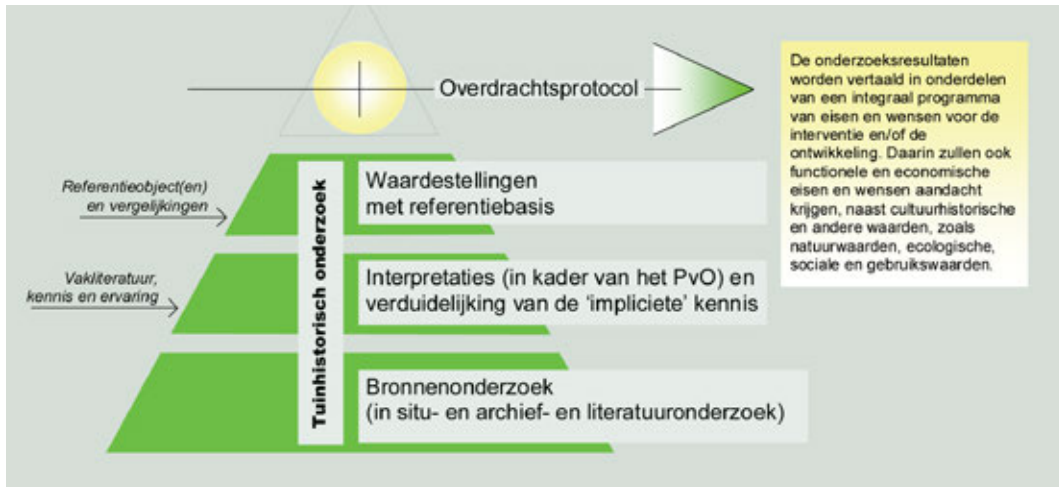 Overdrachtsprotocol
De onderzoeksresultaten
worden vertaald in onderdelen
van een integraal programma
van eisen en wensen voor de
interventie en/of de
ontwikkeling. Daarin zullen ook
functionele en economische
eisen en wensen aandacht
krijgen, naast cultuurhistorische
en andere waarden, zoals
natuurwaarden, ecologische,
sociale en gebruikswaarden.
Referentieobject(en)
en vergelijkingen
Waardestellingen
met referentiebasis
Vakliteratuur,
kennis en ervaring
Interpretaties (in kader van het PvO) en
verduidelijking van de ‘impliciete’ kennis
Tuinhistorisch onderzoek
Bronnenonderzoek
(in situ- en archief- en literatuuronderzoek)